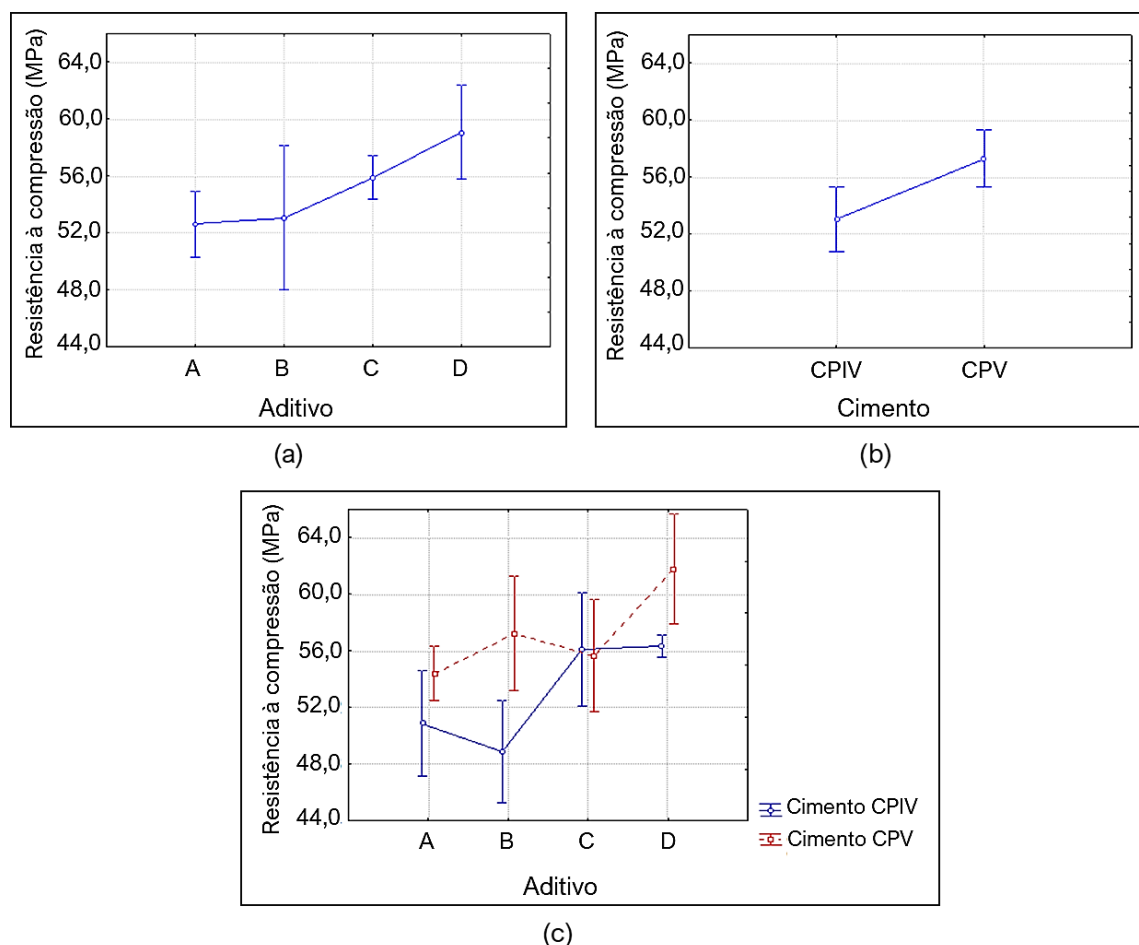 Resistência à compressão (MPa)
64,0
60,0
56,0
52,0
48,0
44,0
A B C D
Aditivo
(a)
Resistência à compressão (MPa)
64,0
60,0
56,0
52,0
48,0
44,0
CPIV CPV
Cimento
(b)
Resistência à compressão (MPa)
64,0
60,0
56,0
52,0
48,0
44,0
A B C D
Aditivo
Cimento CPIV
Cimento CPV
(c)